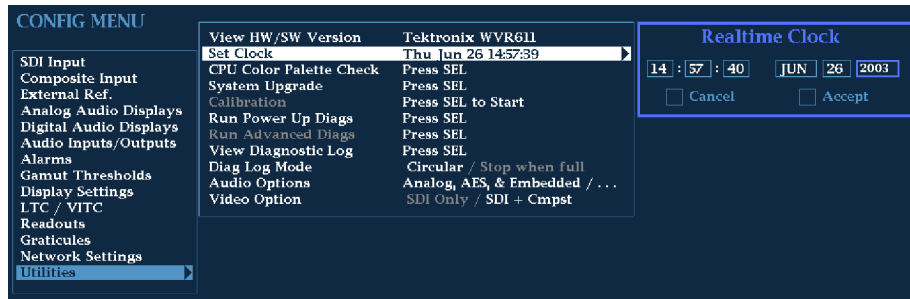 CONFIG MENU
SDI Input
Composite Input
External Ref.
Analog Audio Displays
Digital Audio Displays
Audio Inputs/Outputs
Alarms
Gamut Thresholds
Display Settings
LTC / VITC
Readouts
Graticules
Network Settings
Utilities
View HW/SW Version Tektronix WVR611
Set Clock Thu Jun 26 14:57:39
CPU Color Palette Check Press SEL
System Upgrade Press SEL
Calibration Press SEL to Start
Run Power Up Diags Press SEL
Run Advanced Diags Press SEL
View Diagnostic Log Press SEL
Diag Log Mode Circular / Stop when full
Audio Options Analog, AES, & Embedded / . . .
Video Option SDI Only / SDI + Cmpst
Realtime Clock
14 : 57 : 40 JUN 26 2003
Cancel Accept